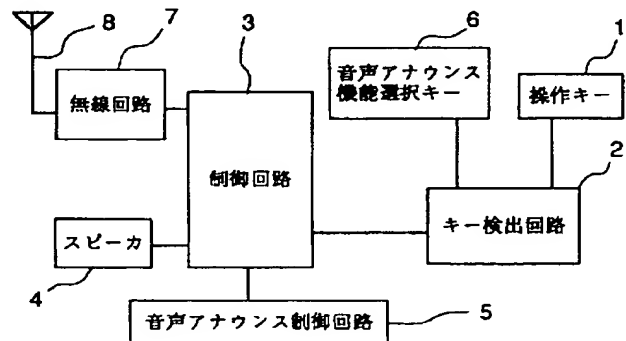 8
7
3
6
1
無線回路
音声アナウンス
機能選択キー
操作キー
制御回路
2
キー検出回路
スピーカ
4
音声アナウンス制御回路
5